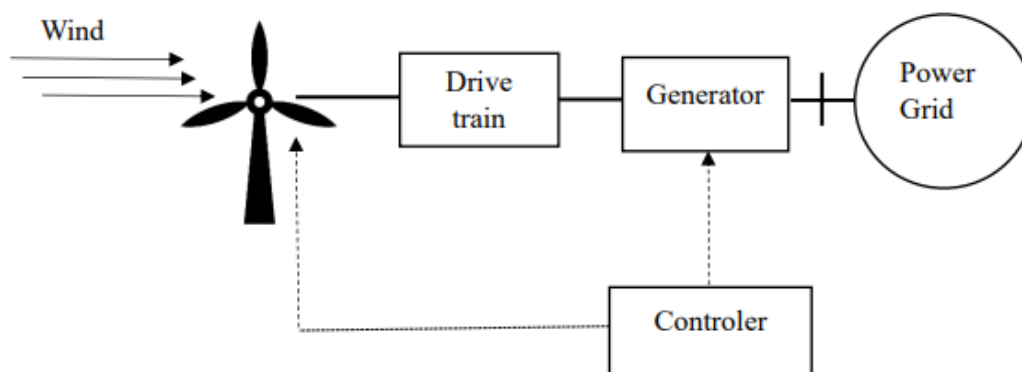 Wind
Drive
train
Generator
Power
Grid
Controler